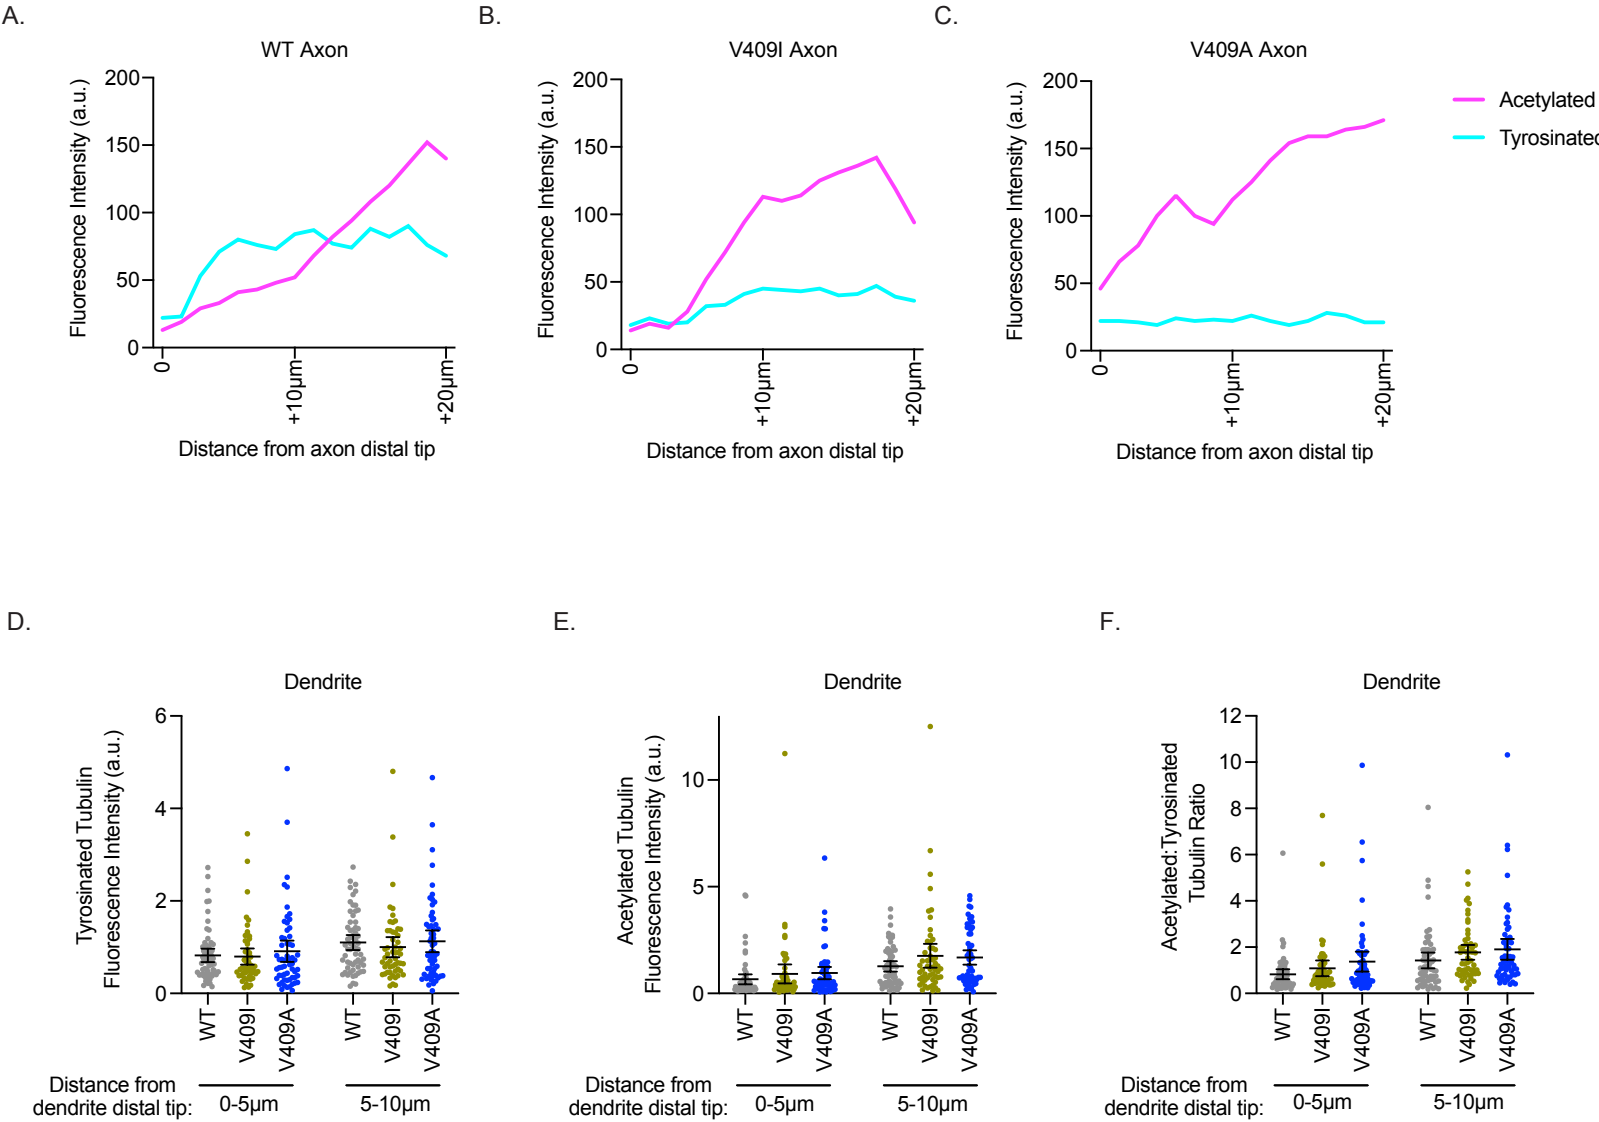 A.
B.
C.
WT Axon
V409I Axon
V409A Axon
Fluorescence Intensity (a.u.)
200
150
100
50
0
0
+10µm
+20µm
Distance from axon distal tip
Fluorescence Intensity (a.u.)
200
150
100
50
0
0
+10µm
+20µm
Distance from axon distal tip
Fluorescence Intensity (a.u.)
200
150
100
50
0
0
+10µm
+20µm
Distance from axon distal tip
Acetylated
Tyrosinated
D.
E.
F.
Dendrite
Tyrosinated Tubulin
Fluorescence Intensity (a.u.)
6
4
2
0
WT
V409I
V409A
WT
V409I
V409A
Distance from
dendrite distal tip:
0-5µm
5-10µm
Dendrite
Acetylated Tubulin
Fluorescence Intensity (a.u.)
10
5
0
WT
V409I
V409A
WT
V409I
V409A
Distance from
dendrite distal tip:
0-5µm
5-10µm
Dendrite
Acetylated:Tyrosinated
Tubulin Ratio
12
10
8
6
4
2
0
WT
V409I
V409A
WT
V409I
V409A
Distance from
dendrite distal tip:
0-5µm
5-10µm